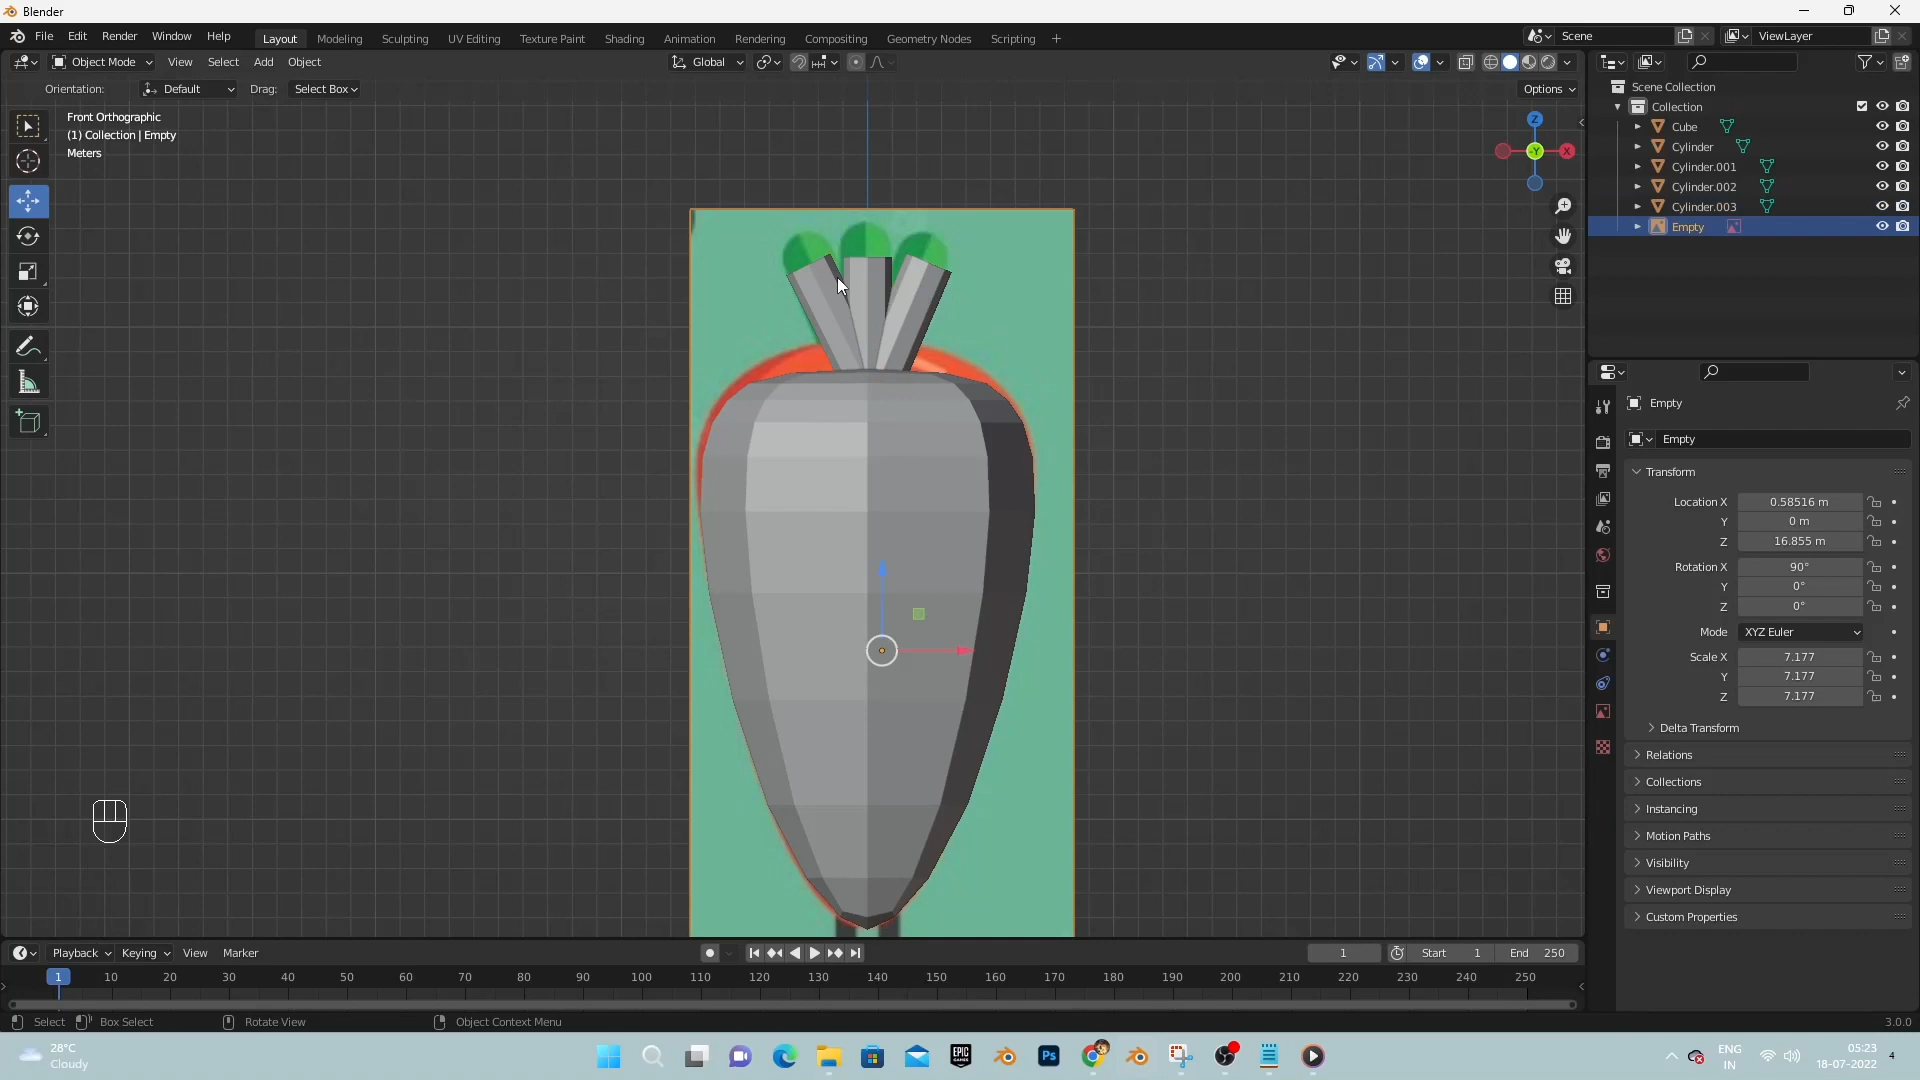 Blender
File Edit Render Window Help Layout Modeling Sculpting UV Editing Texture Paint Shading Animation Rendering Compositing Geometry Nodes Scripting + Scene ViewLayer
Object Mode View Select Add Object Global
Orientation: Default Drag: Select Box Options
Front Orthographic
(1) Collection | Empty
Meters
Z
-Y X
Scene Collection
Collection
Cube
Cylinder
Cylinder.001
Cylinder.002
Cylinder.003
Empty
Empty
Empty
Transform
Location X 0.58516 m
Y 0 m
Z 16.855 m
Rotation X 90°
Y 0°
Z 0°
Mode XYZ Euler
Scale X 7.177
Y 7.177
Z 7.177
Delta Transform
Relations
Collections
Instancing
Motion Paths
Visibility
Viewport Display
Custom Properties
Playback Keying View Marker 1 Start 1 End 250
1 10 20 30 40 50 60 70 80 90 100 110 120 130 140 150 160 170 180 190 200 210 220 230 240 250
Select Box Select Rotate View Object Context Menu 3.0.0
28°C
Cloudy
EPIC
GAMES
Ps
ENG
IN
05:23
18-07-2022
4